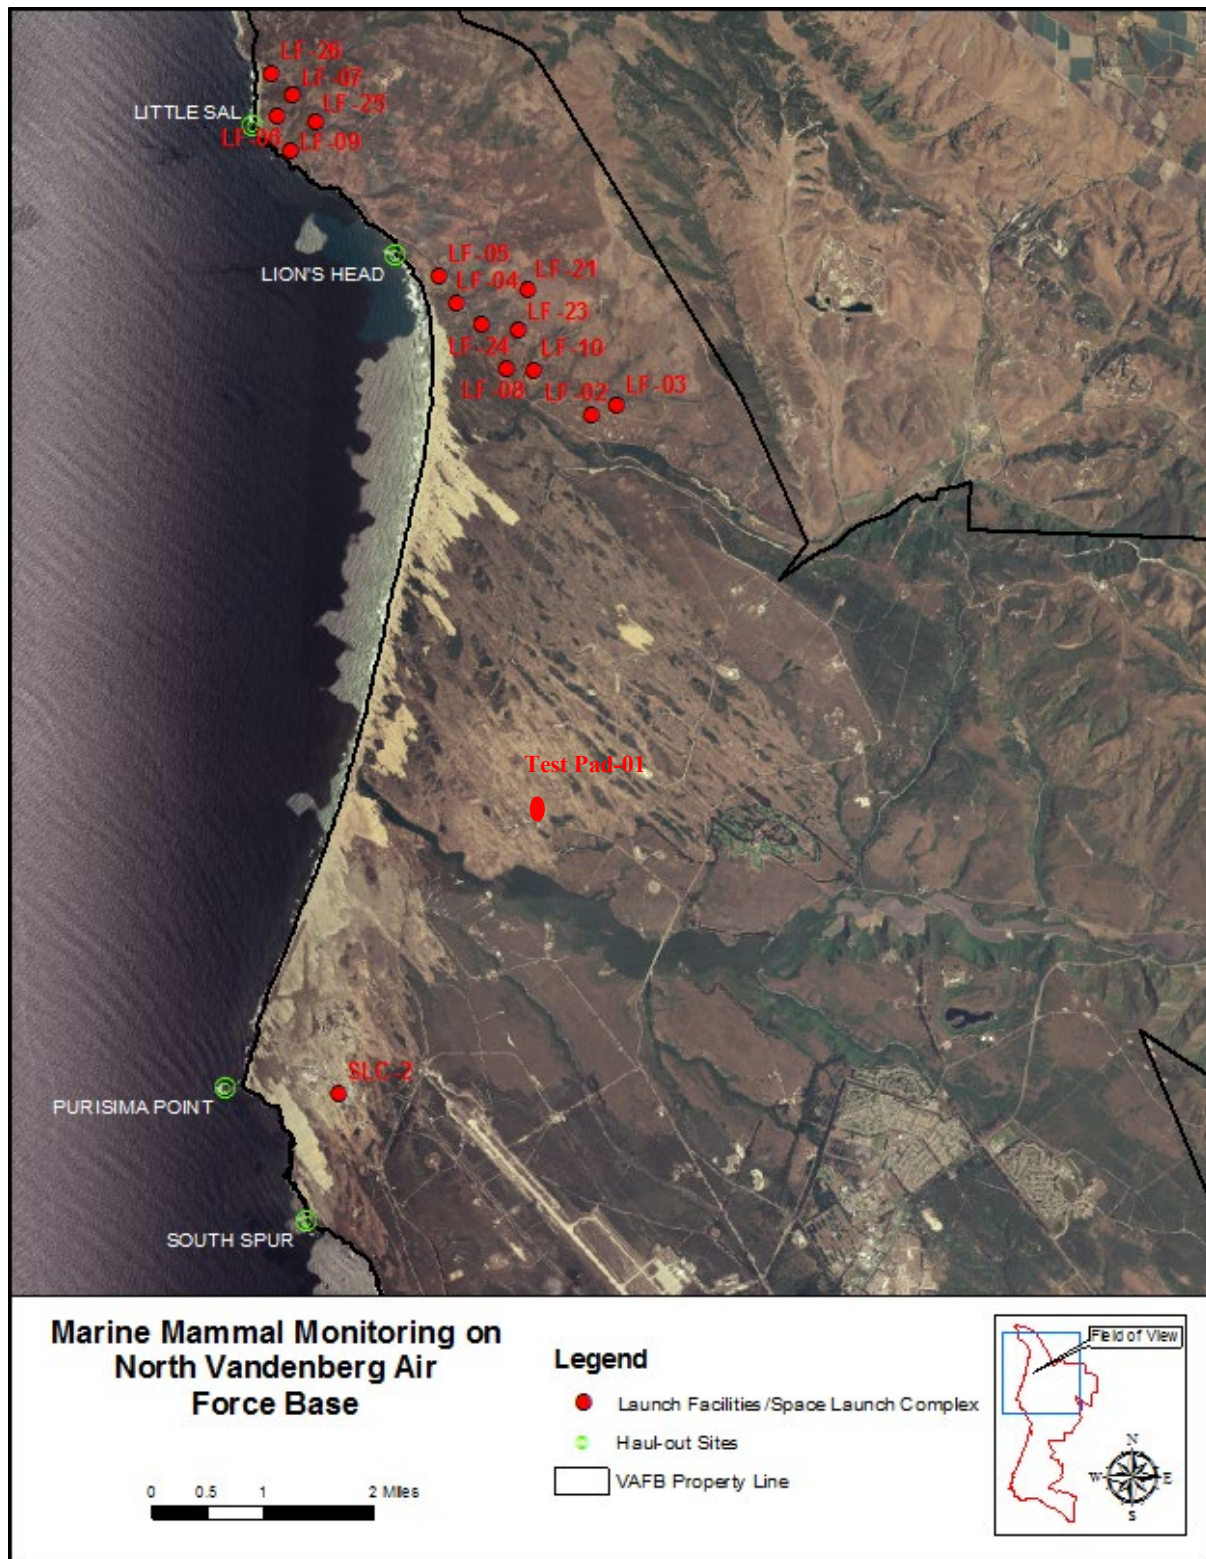 LF-26
LF-07
LITTLE SAL
LF-25
LF-06
LF-09
LION'S HEAD
LF-05
LF-21
LF-04
LF-23
LF-24
LF-10
LF-08
LF-02
LF-03
Test Pad-01
SLC-2
PURISIMA POINT
SOUTH SPUR
Marine Mammal Monitoring on
North Vandenberg Air
Force Base
0 0.5 1 2 Miles
Legend
Launch Facilities/Space Launch Complex
Haul-out Sites
VAFB Property Line
Field of View
N
W E
S